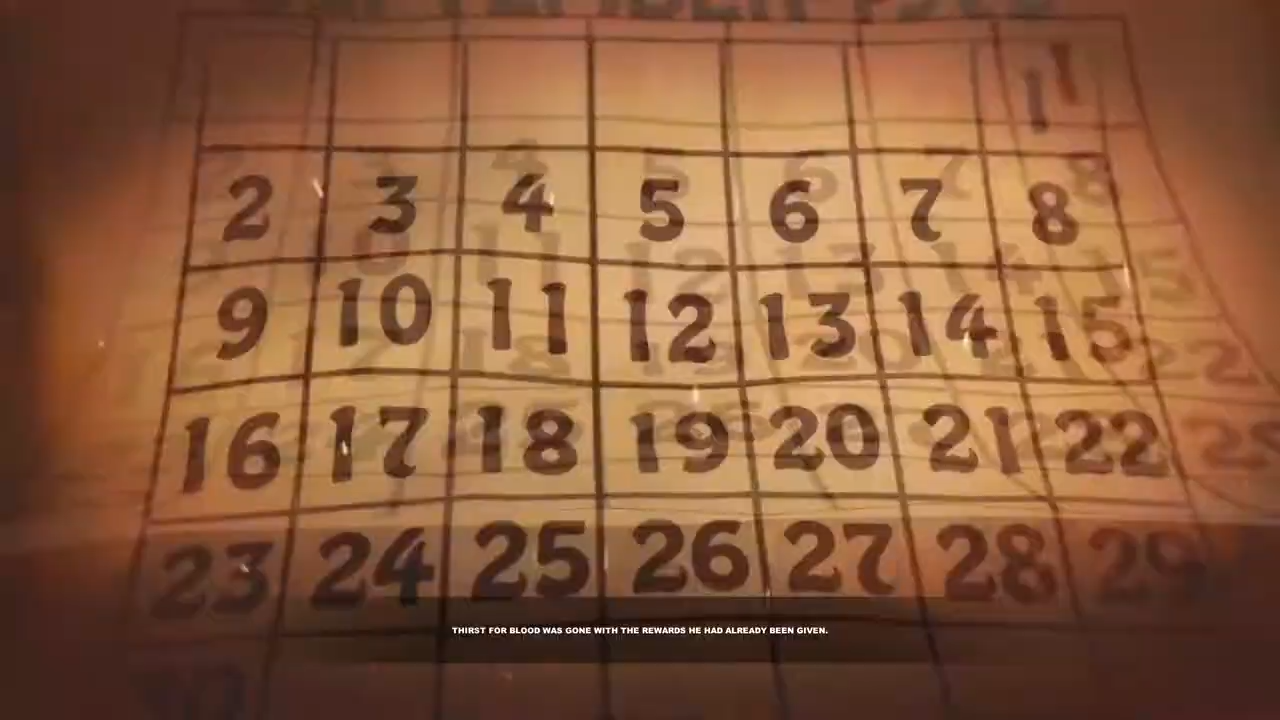 1
2 3 4 5 6 7 8
9 10 11 12 13 14 15
16 17 18 19 20 21 22
23 24 25 26 27 28 29
30
THIRST FOR BLOOD WAS GONE WITH THE REWARDS HE HAD ALREADY BEEN GIVEN.